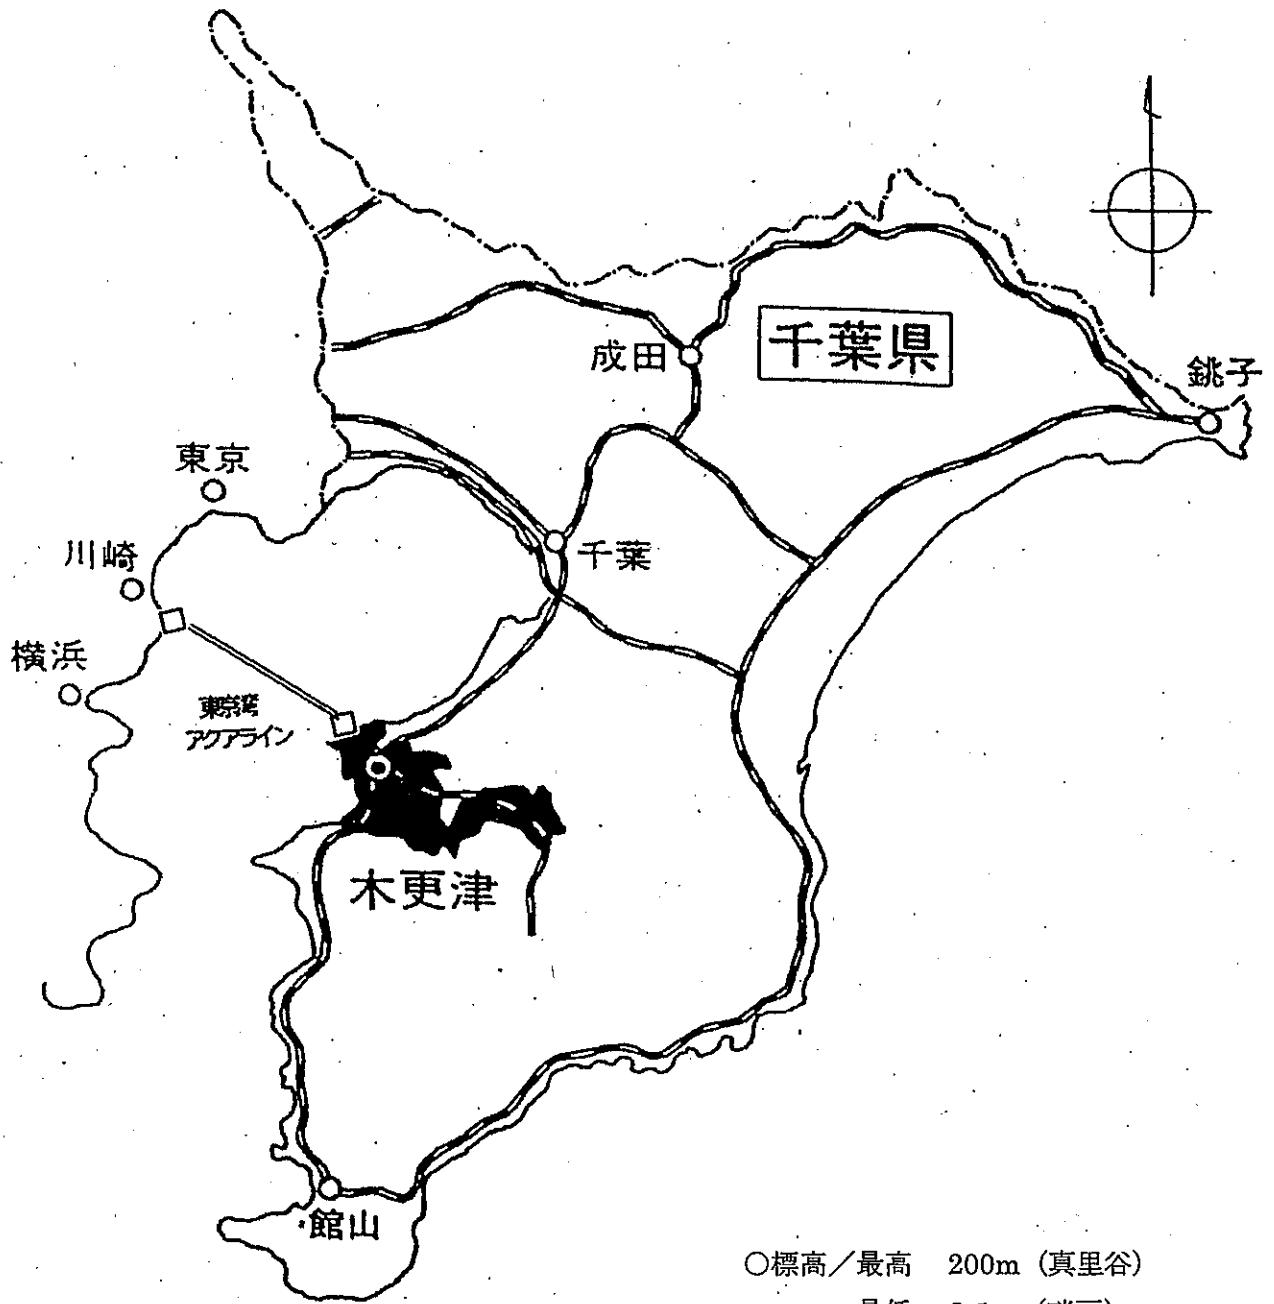 千葉県
成田
銚子
東京
川崎
千葉
横浜
東京湾
アクアライン
木更津
館山
○標高／最高 200m (真里谷)